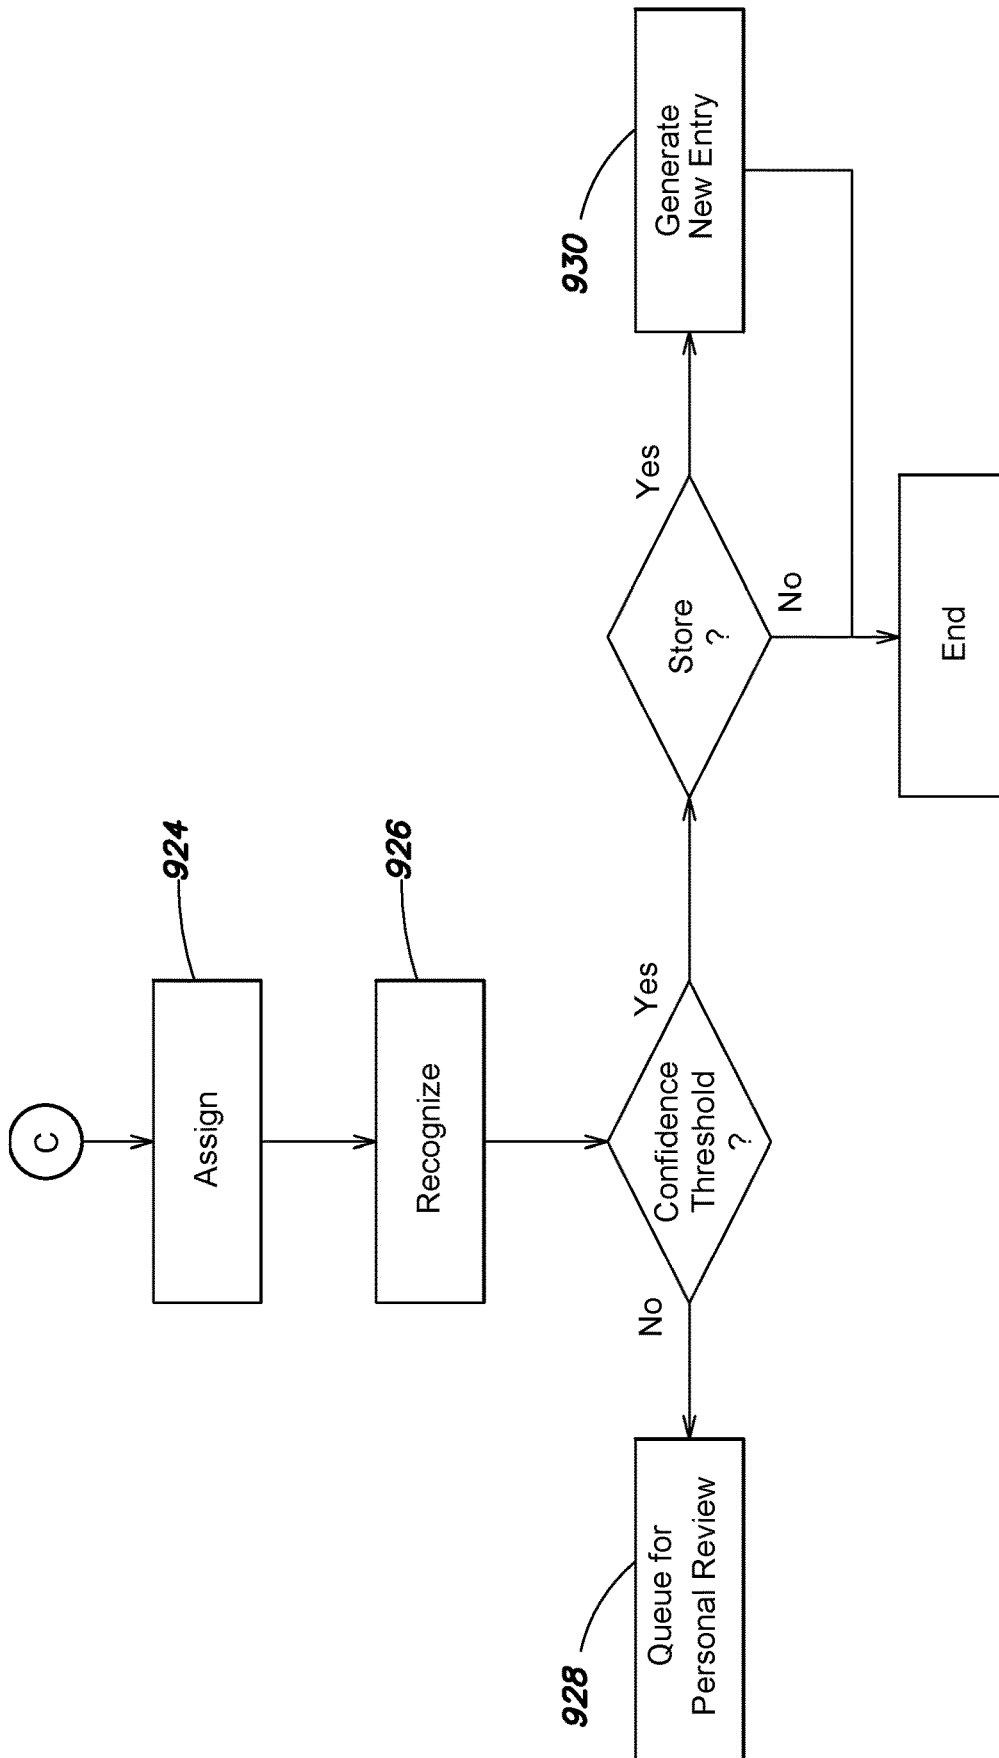 C
Assign
924
Recognize
926
Confidence
Threshold
?
No
Yes
Queue for
Personal Review
928
Store
?
Yes
No
Generate
New Entry
930
End